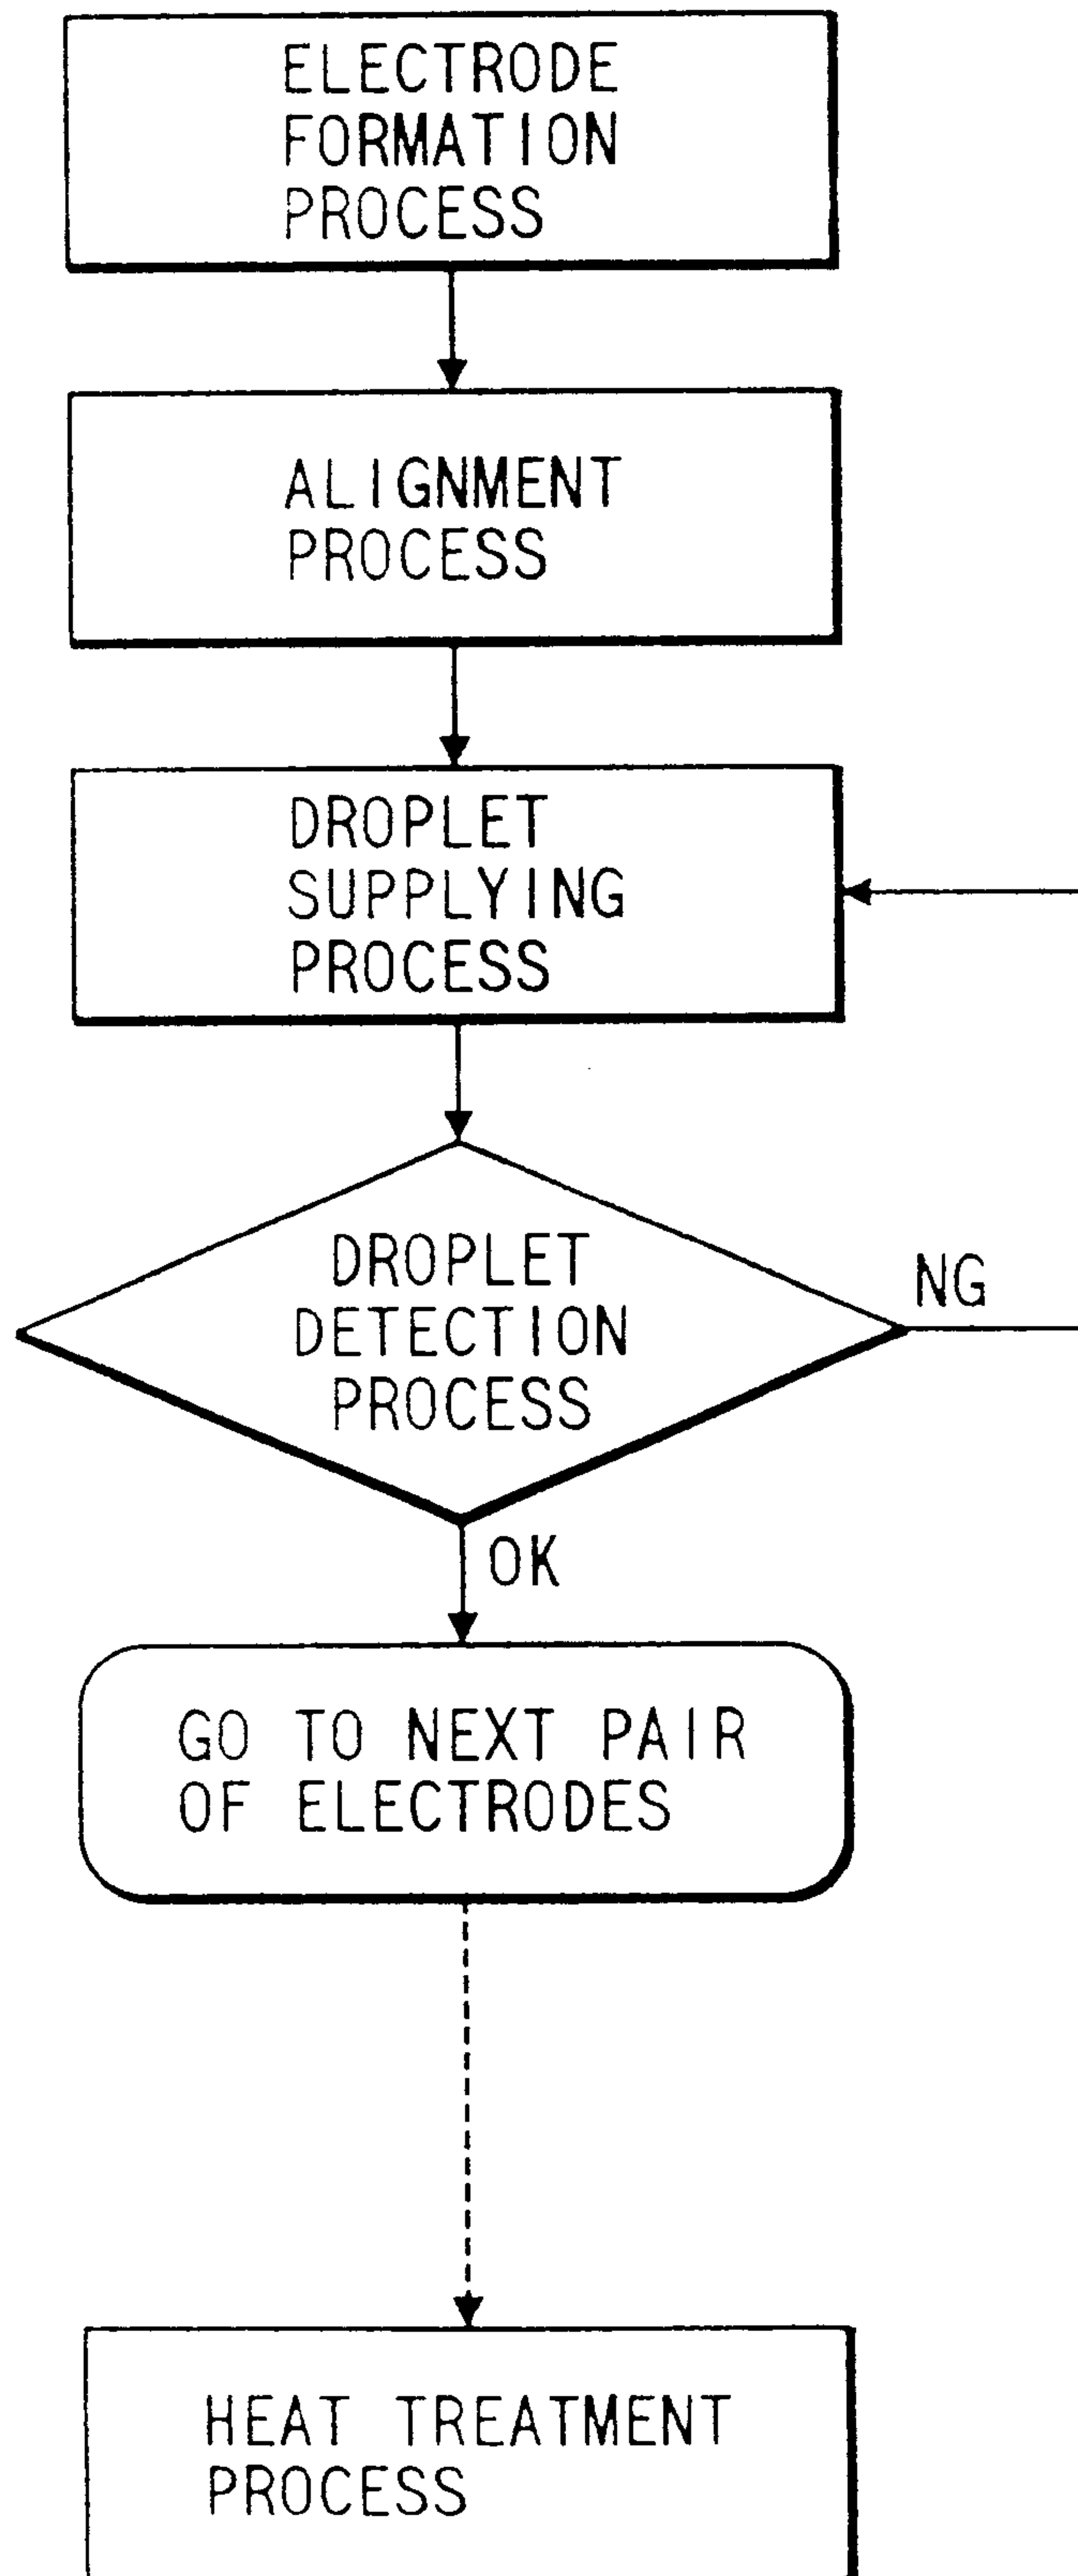 ELECTRODE
FORMATION
PROCESS
ALIGNMENT
PROCESS
DROPLET
SUPPLYING
PROCESS
DROPLET
DETECTION
PROCESS
NG
OK
GO TO NEXT PAIR
OF ELECTRODES
HEAT TREATMENT
PROCESS